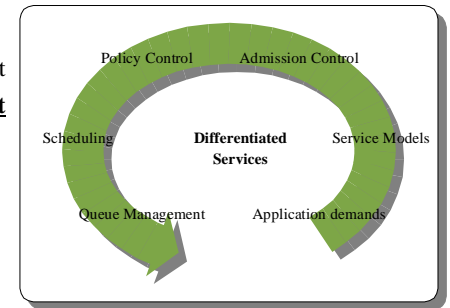 t
Policy Control Admission Control
t
Scheduling Differentiated Service Models
Services
Queue Management Application demands